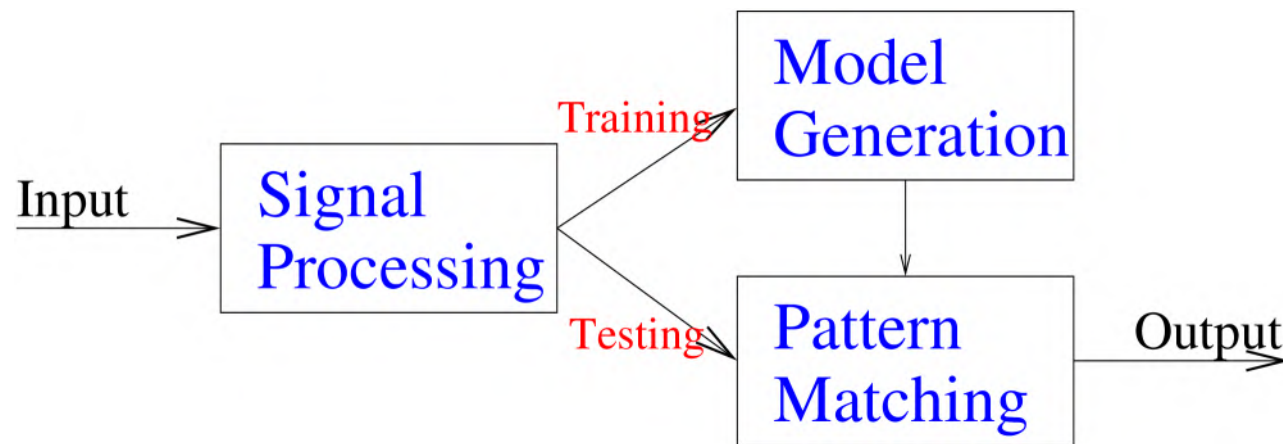 Model
Generation
Training
Input
Signal
Processing
Testing
Pattern
Matching
Output